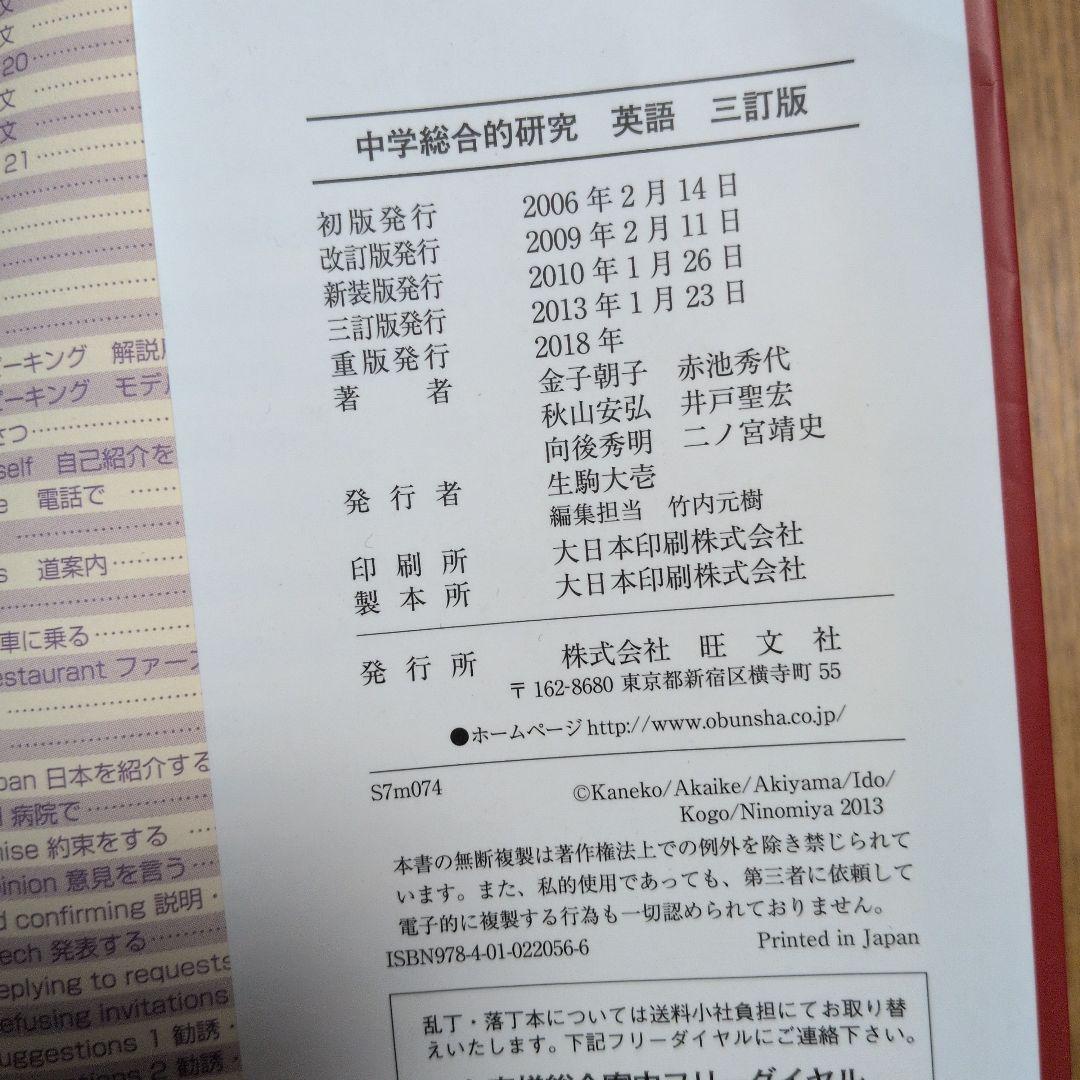 文
20
文
文
21
ピーキング 解説
ピーキング モデル
さつ
self 自己紹介を
e 電話で
s 道案内
車に乗る
estaurant ファース
pan 日本を紹介する
病院で
mise 約束をする
pinion 意見を言う
d confirming 説明
ech 発表する
eplying to requests
efusing invitations
uggestions 1 勧誘
tions 2 勧誘
中学総合的研究 英語 三訂版
初版発行 2006年2月14日
改訂版発行 2009年2月11日
新装版発行 2010年1月26日
三訂版発行 2013年1月23日
重版発行 2018年
著者 金子朝子 赤池秀代
秋山安弘 井戸聖宏
向後秀明 二ノ宮靖史
発行者 生駒大壱
編集担当 竹内元樹
印刷所 大日本印刷株式会社
製本所 大日本印刷株式会社
発行所 株式会社 旺文社
〒162-8680 東京都新宿区横寺町55
●ホームページ http://www.obunsha.co.jp/
S7m074 ©Kaneko/Akaike/Akiyama/Ido/
Kogo/Ninomiya 2013
本書の無断複製は著作権法上での例外を除き禁じられて
います。また、私的使用であっても、第三者に依頼して
電子的に複製する行為も一切認められておりません。
ISBN978-4-01-022056-6 Printed in Japan
乱丁・落丁本については送料小社負担にてお取り替
えいたします。下記フリーダイヤルにご連絡下さい。